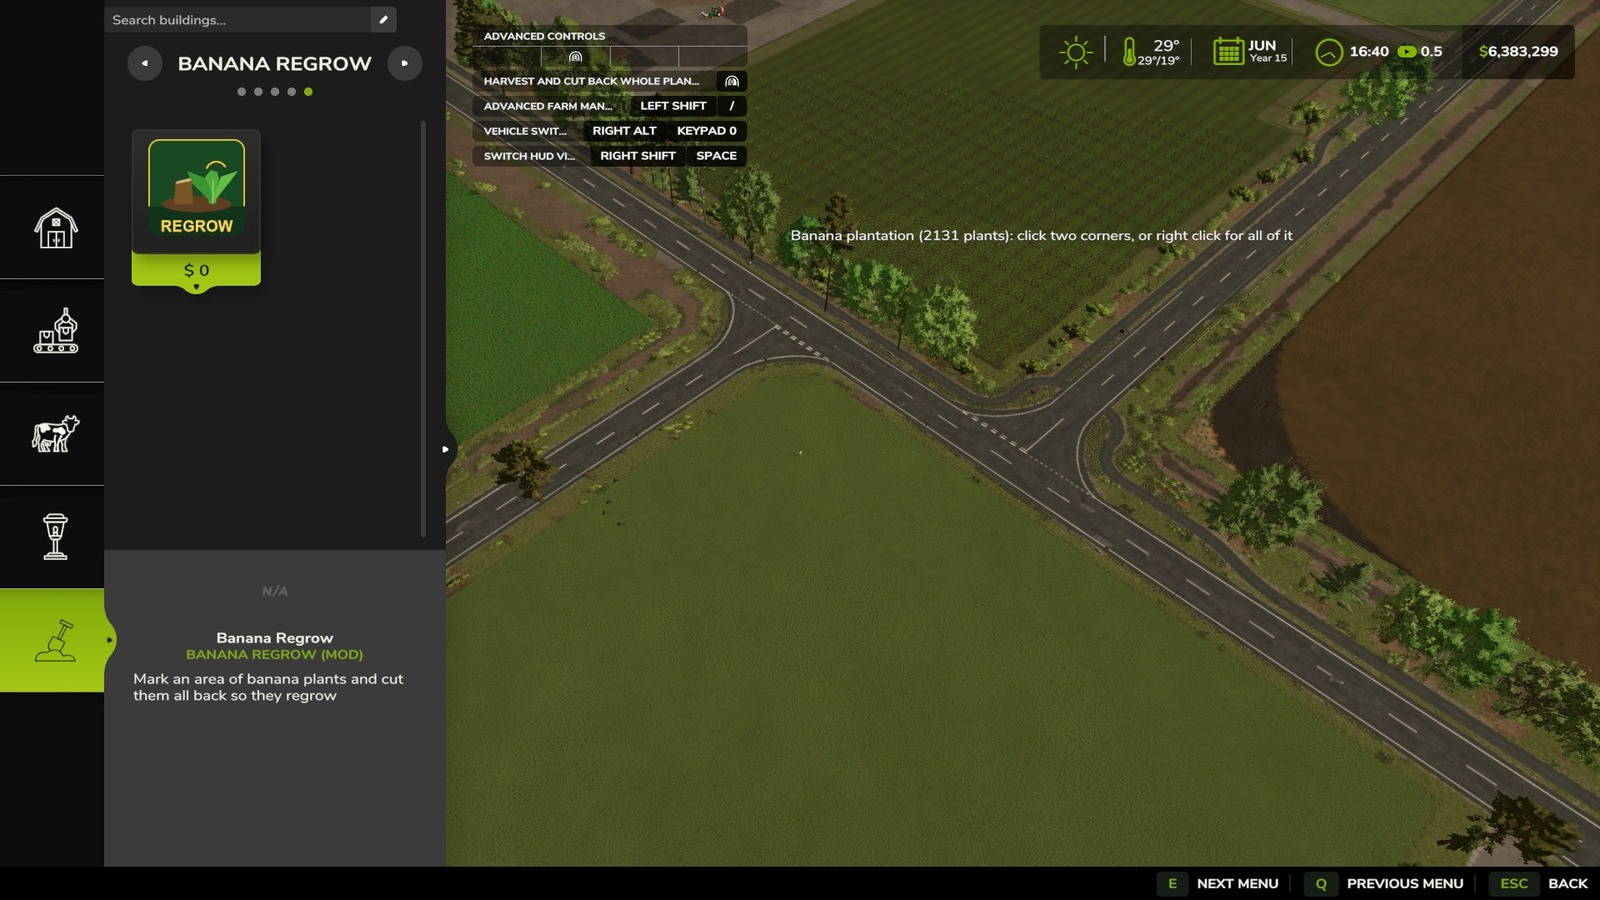 Search buildings...
BANANA REGROW
REGROW
$ 0
N/A
Banana Regrow
BANANA REGROW (MOD)
Mark an area of banana plants and cut
them all back so they regrow
ADVANCED CONTROLS
HARVEST AND CUT BACK WHOLE PLAN...
ADVANCED FARM MAN... LEFT SHIFT /
VEHICLE SWIT... RIGHT ALT KEYPAD 0
SWITCH HUD VI... RIGHT SHIFT SPACE
29°
29°/19°
JUN
Year 15
16:40
0.5
$6,383,299
Banana plantation (2131 plants): click two corners, or right click for all of it
E NEXT MENU Q PREVIOUS MENU ESC BACK